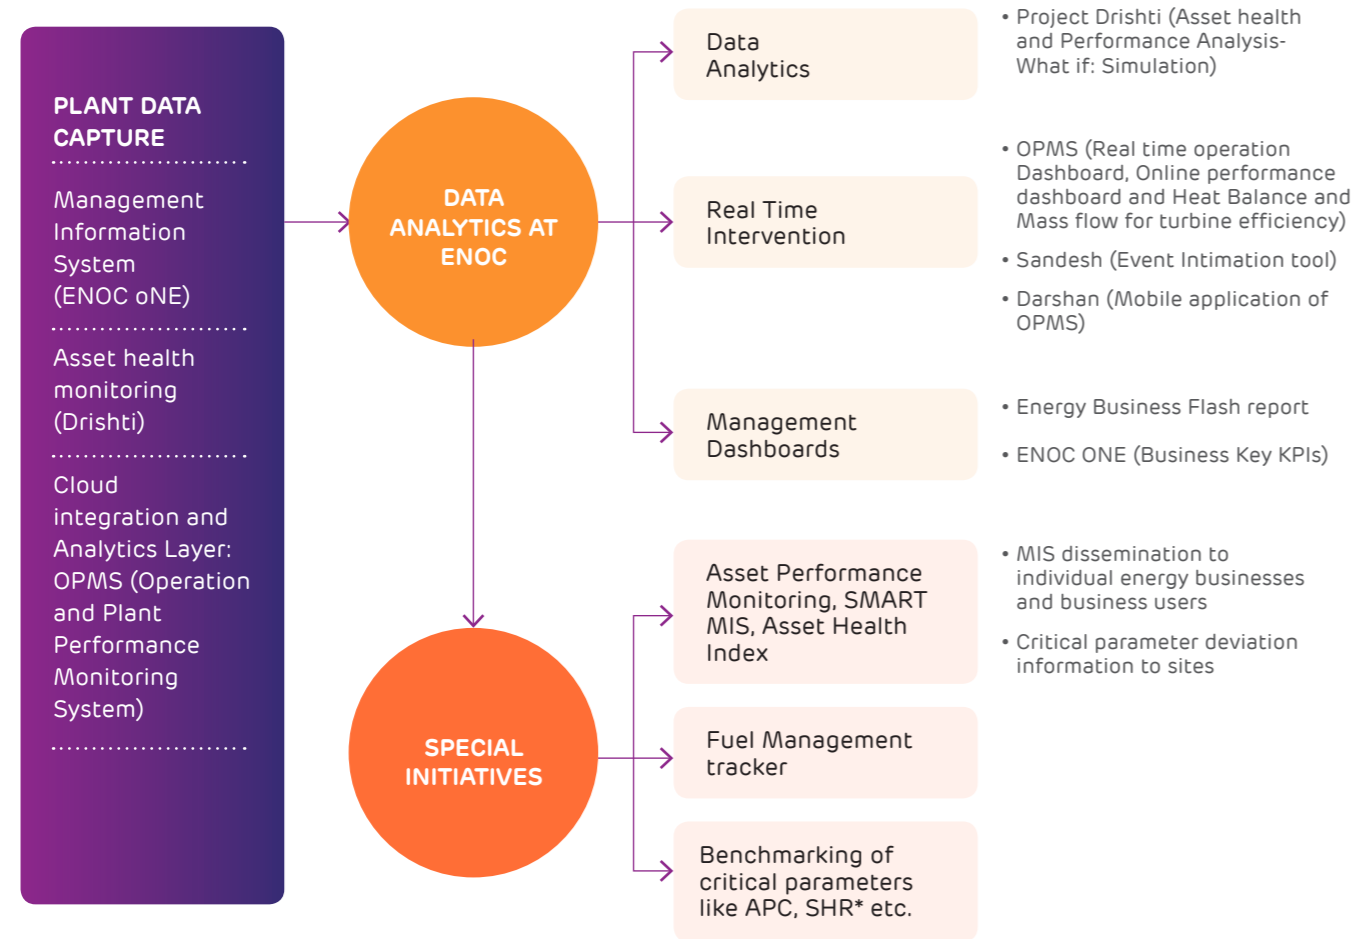 PLANT DATA
CAPTURE
Management
Information
System
(ENOC oNE)
Asset health
monitoring
(Drishti)
Cloud
integration and
Analytics Layer:
OPMS (Operation
and Plant
Performance
Monitoring
System)
DATA
ANALYTICS AT
ENOC
SPECIAL
INITIATIVES
Data
Analytics
• Project Drishti (Asset health
and Performance Analysis-
What if: Simulation)
Real Time
Intervention
• OPMS (Real time operation
Dashboard, Online performance
dashboard and Heat Balance and
Mass flow for turbine efficiency)
• Sandesh (Event Intimation tool)
• Darshan (Mobile application of
OPMS)
Management
Dashboards
• Energy Business Flash report
• ENOC ONE (Business Key KPIs)
Asset Performance
Monitoring, SMART
MIS, Asset Health
Index
• MIS dissemination to
individual energy businesses
and business users
• Critical parameter deviation
information to sites
Fuel Management
tracker
Benchmarking of
critical parameters
like APC, SHR* etc.